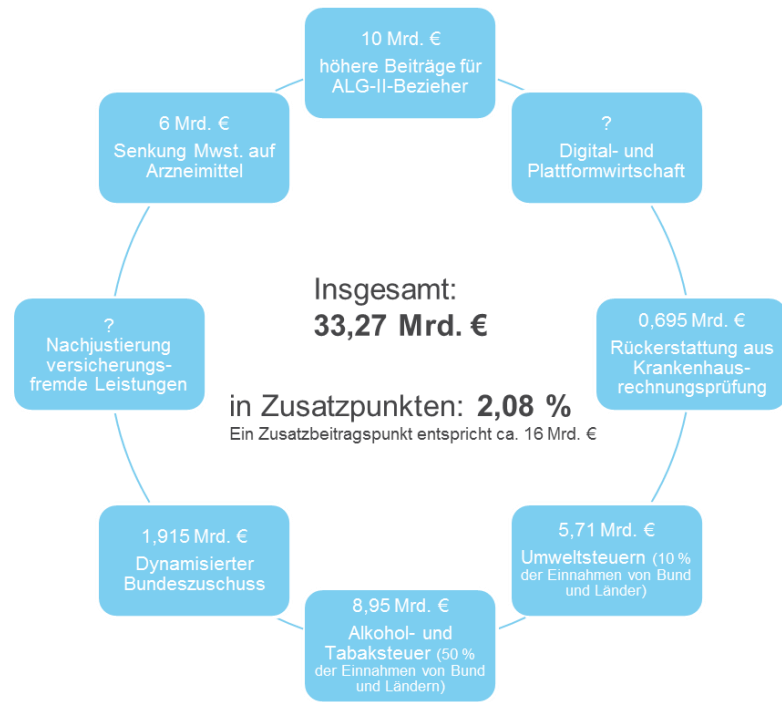 10 Mrd. €
höhere Beiträge für
ALG-II-Bezieher
6 Mrd. €
Senkung Mwst. auf
Arzneimittel
?
Digital- und
Plattformwirtschaft
Insgesamt:
33,27 Mrd. €
?
Nachjustierung
versicherungs-
fremde Leistungen
0,695 Mrd. €
Rückerstattung aus
Krankenhaus-
rechnungsprüfung
in Zusatzpunkten: 2,08 %
Ein Zusatzbeitragspunkt entspricht ca. 16 Mrd. €
1,915 Mrd. €
Dynamisierter
Bundeszuschuss
5,71 Mrd. €
Umweltsteuern (10 %
der Einnahmen von Bund
und Länder)
8,95 Mrd. €
Alkohol- und
Tabaksteuer (50 %
der Einnahmen von Bund
und Ländern)